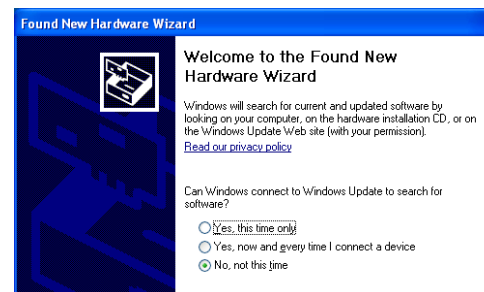 Found New Hardware Wizard
Welcome to the Found New
Hardware Wizard
Windows will search for current and updated software by
looking on your computer, on the hardware installation CD, or on
the Windows Update Web site (with your permission).
Read our privacy policy
Can Windows connect to Windows Update to search for
software?
Yes, this time only
Yes, now and every time I connect a device
No, not this time